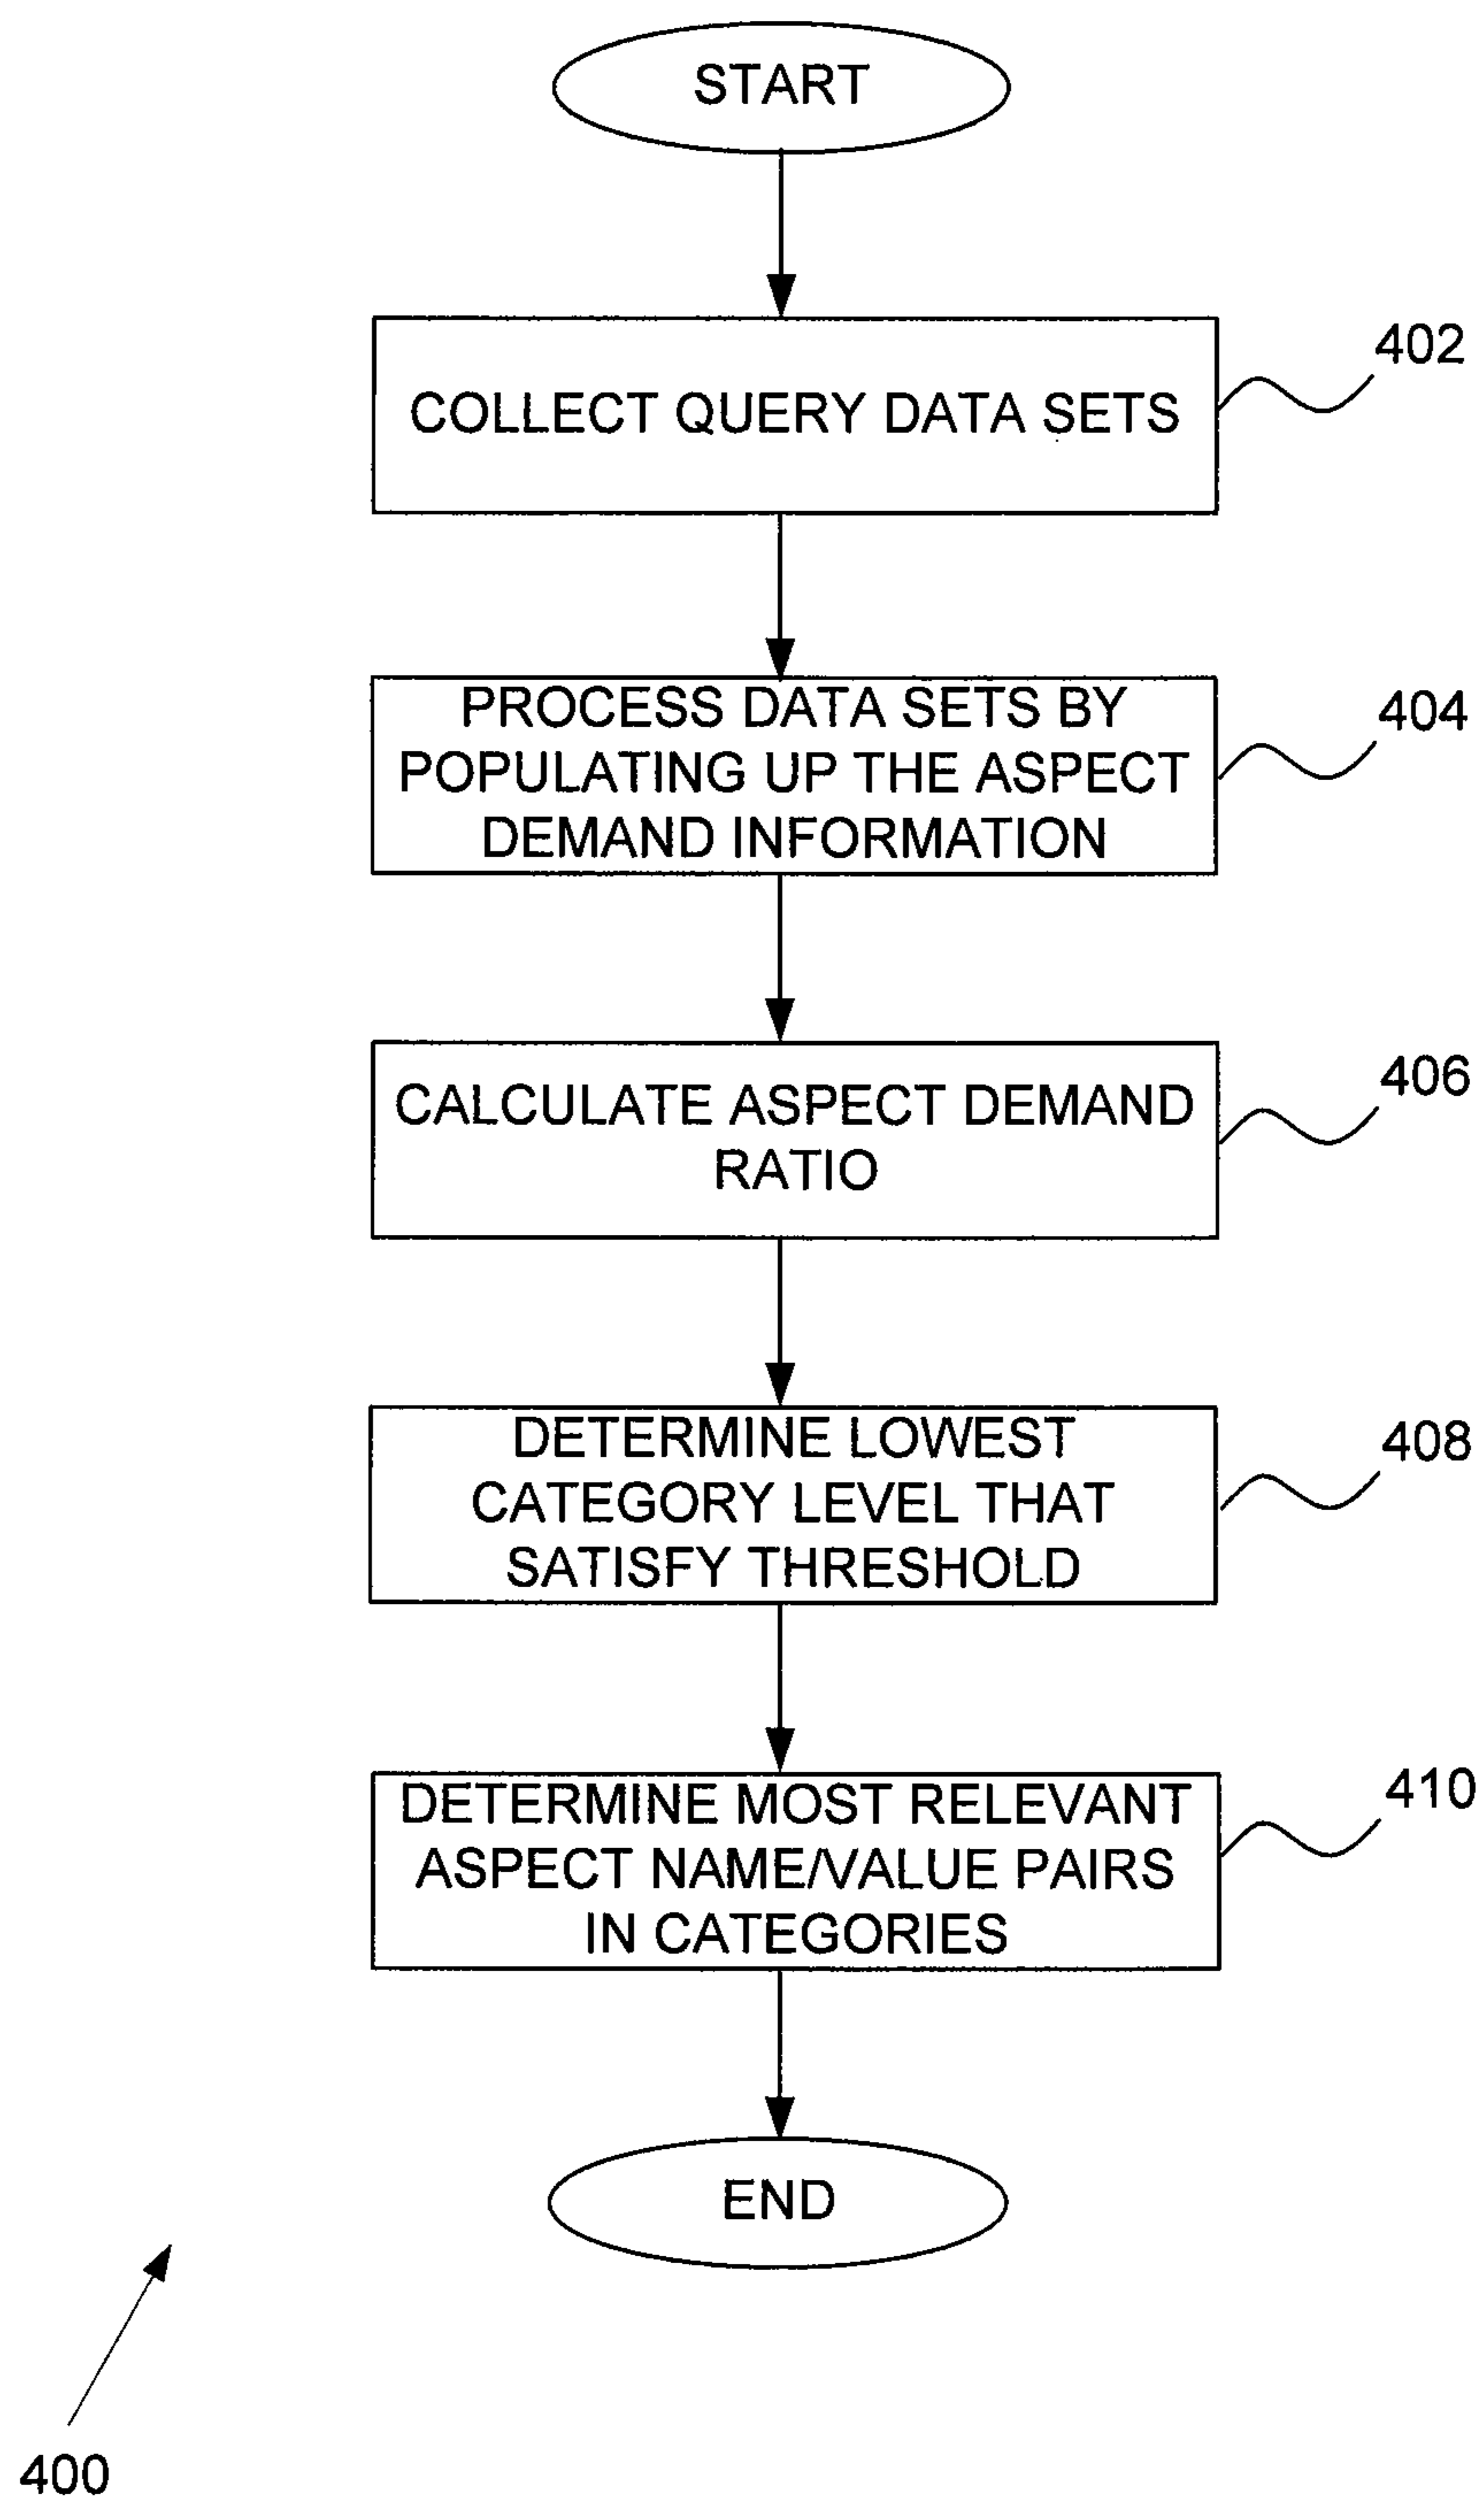 START
COLLECT QUERY DATA SETS
402
PROCESS DATA SETS BY
POPULATING UP THE ASPECT
DEMAND INFORMATION
404
CALCULATE ASPECT DEMAND
RATIO
406
DETERMINE LOWEST
CATEGORY LEVEL THAT
SATISFY THRESHOLD
408
DETERMINE MOST RELEVANT
ASPECT NAME/VALUE PAIRS
IN CATEGORIES
410
END
400